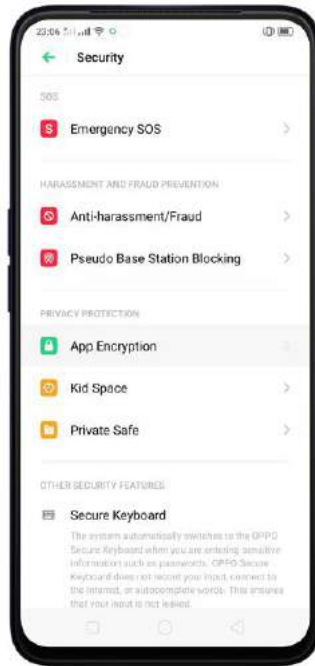 23:06
Security
SOS
S Emergency SOS
HARASSMENT AND FRAUD PREVENTION
Anti-harassment/Fraud
Pseudo Base Station Blocking
PRIVACY PROTECTION
App Encryption
Kid Space
Private Safe
OTHER SECURITY FEATURES
Secure Keyboard
The system automatically switches to the OPPO
Secure Keyboard when you are entering sensitive
information such as passwords. OPPO Secure
Keyboard does not record your input, connect to
the Internet, or autocomplete words. This ensures
that your input is not leaked.